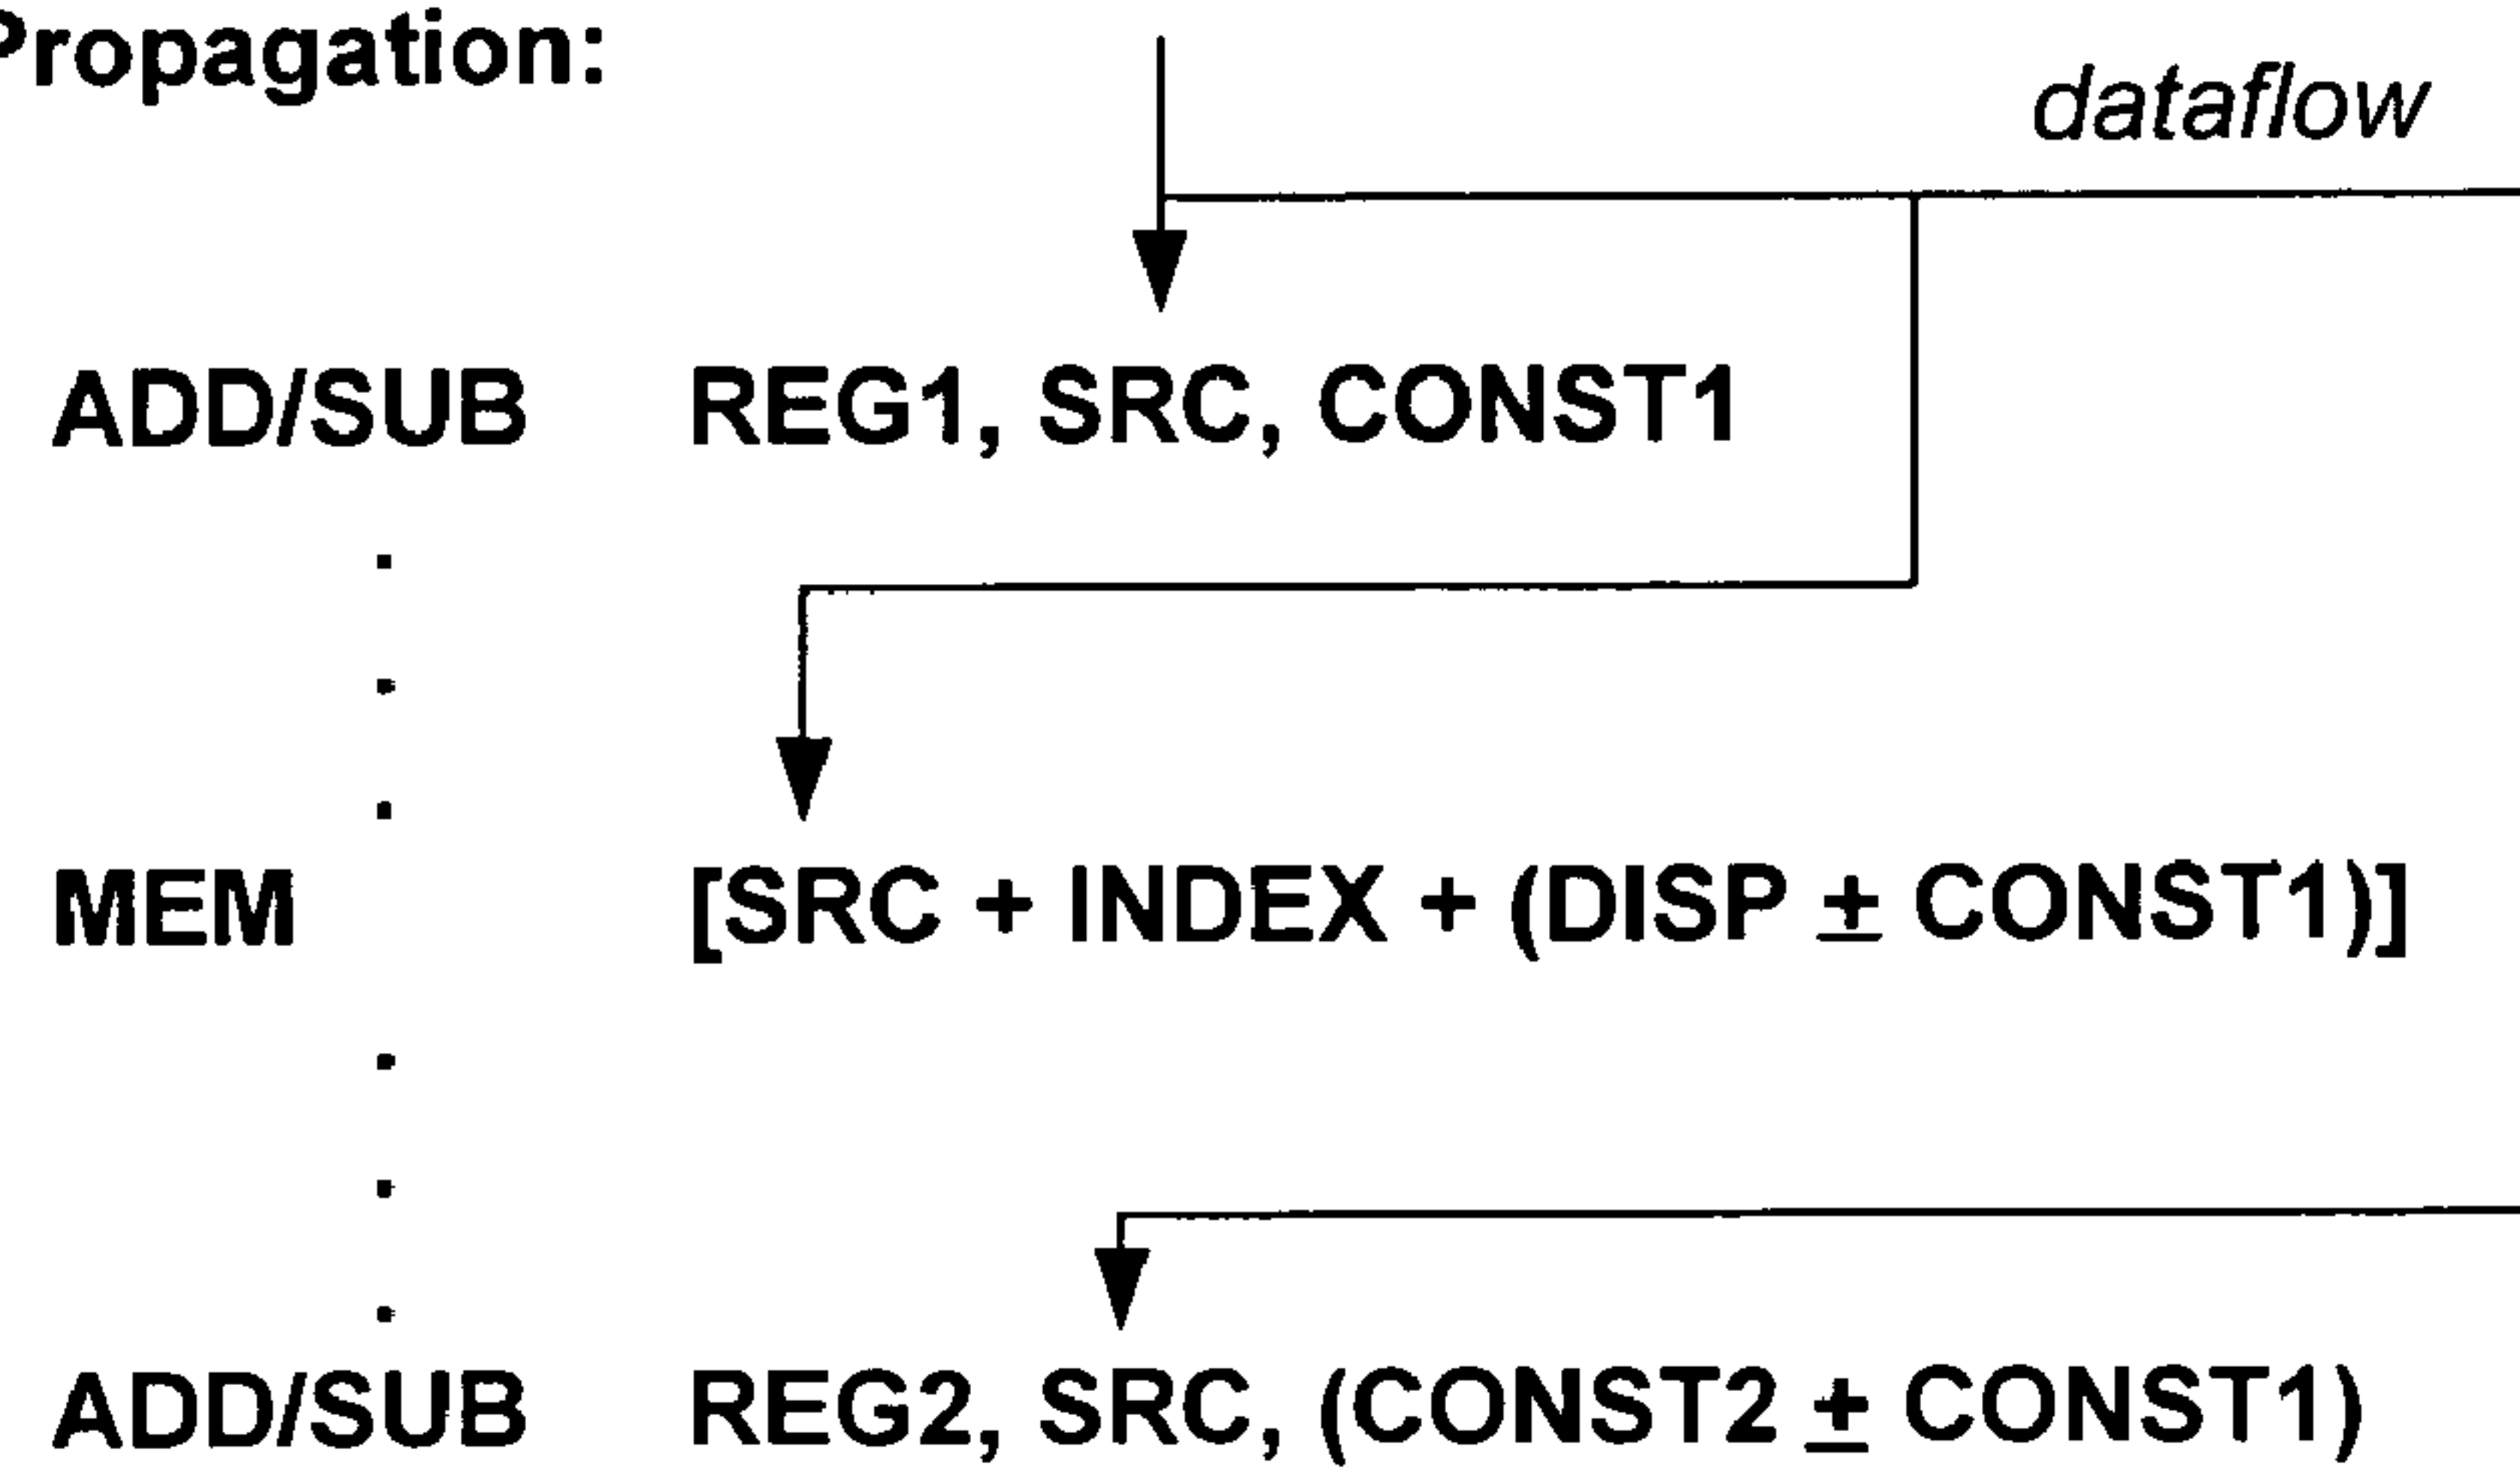 Propagation:
dataflow
ADD/SUB REG1, SRC, CONST1
.
.
.
MEM [SRC + INDEX + (DISP ± CONST1)]
.
.
.
ADD/SUB REG2, SRC, (CONST2 ± CONST1)